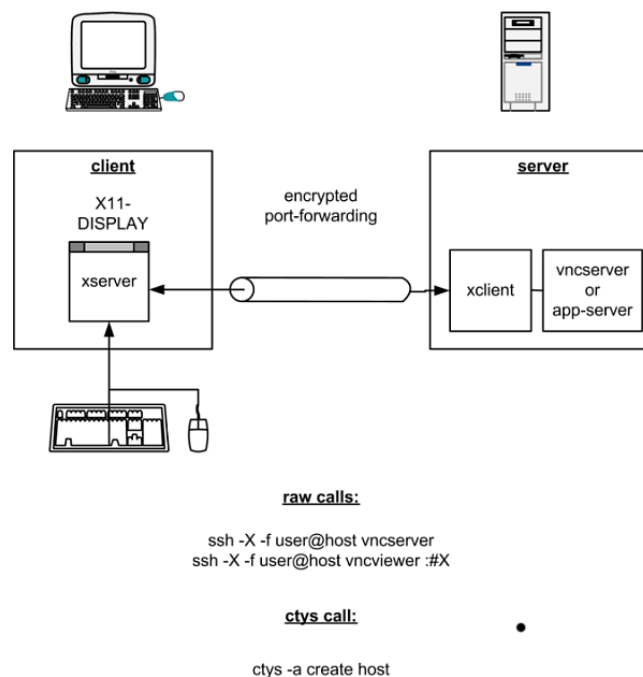 client
server
X11-
DISPLAY
encrypted
port-forwarding
xserver
xclient
vncserver
or
app-server
raw calls:
ssh -X -f user@host vncserver
ssh -X -f user@host vncviewer :#X
ctys call:
ctys -a create host